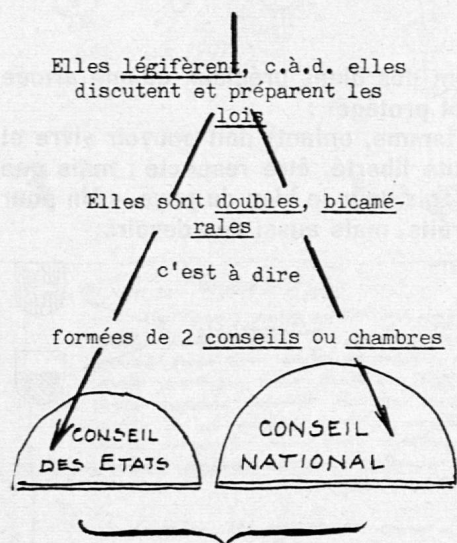 Elles légifèrent, c.à.d. elles
discutent et préparent les
lois
Elles sont doubles, bicamé-
rales
c'est à dire
formées de 2 conseils ou chambres
CONSEIL
DES ETATS
CONSEIL
NATIONAL